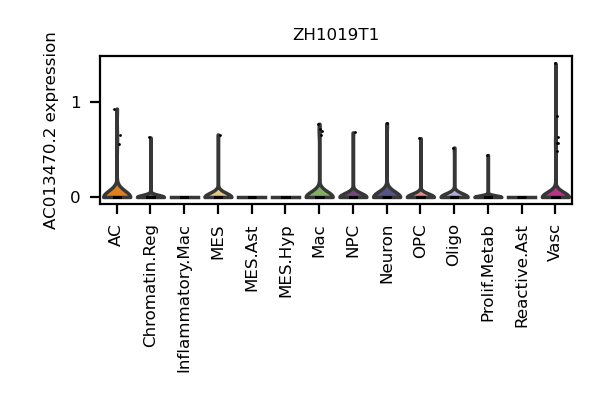 ZH1019T1
AC013470.2 expression
1
0
AC
Chromatin.Reg
Inflammatory.Mac
MES
MES.Ast
MES.Hyp
Mac
NPC
Neuron
OPC
Oligo
Prolif.Metab
Reactive.Ast
Vasc